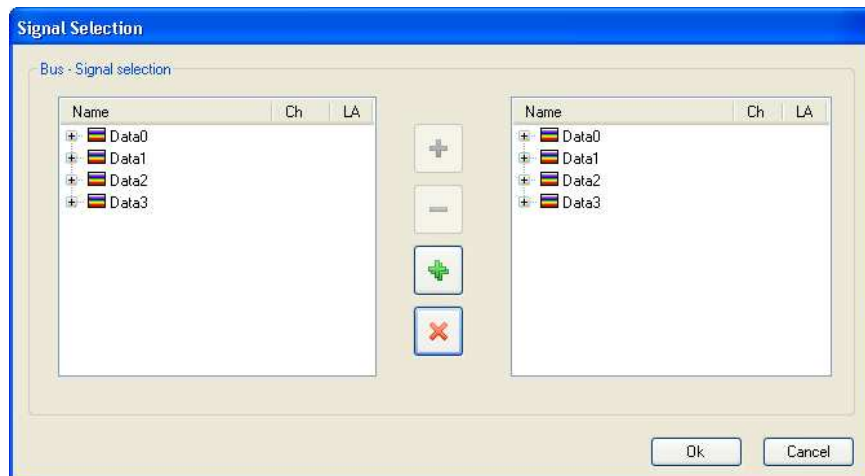 Signal Selection
Bus - Signal selection
Name Ch LA
Data0
Data1
Data2
Data3
Name Ch LA
Data0
Data1
Data2
Data3
Ok Cancel